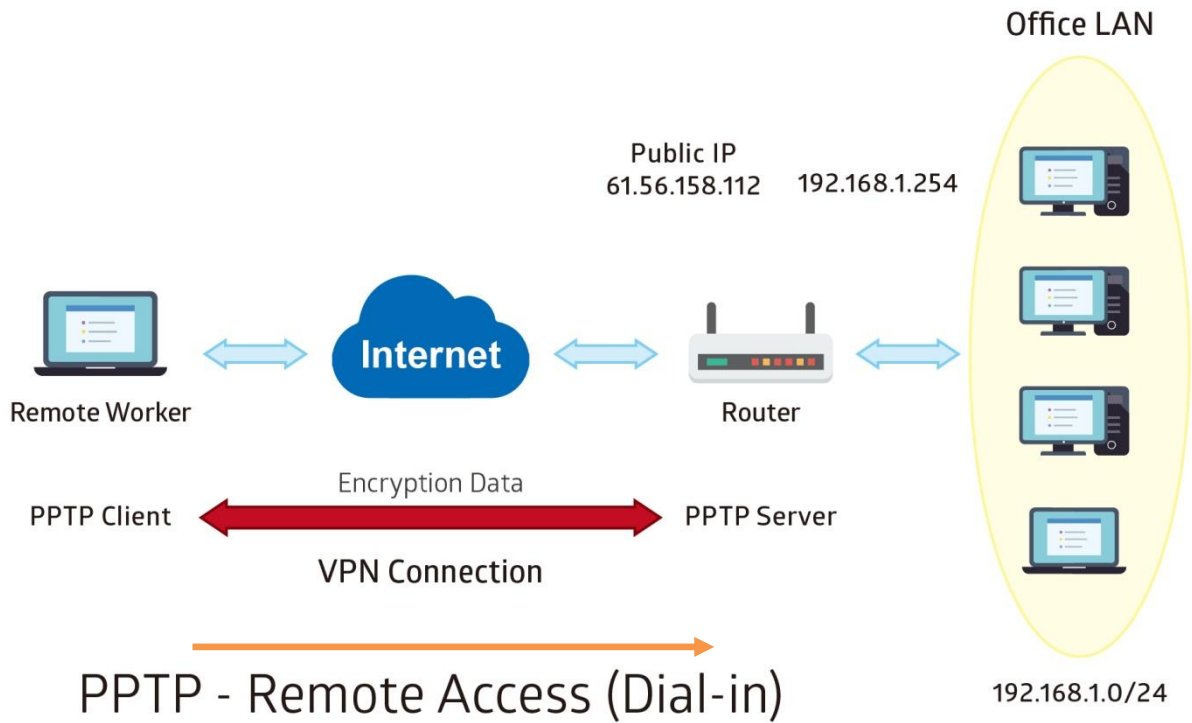 Office LAN
Public IP
61.56.158.112
192.168.1.254
Internet
Remote Worker
Router
Encryption Data
PPTP Client
PPTP Server
VPN Connection
PPTP - Remote Access (Dial-in)
192.168.1.0/24